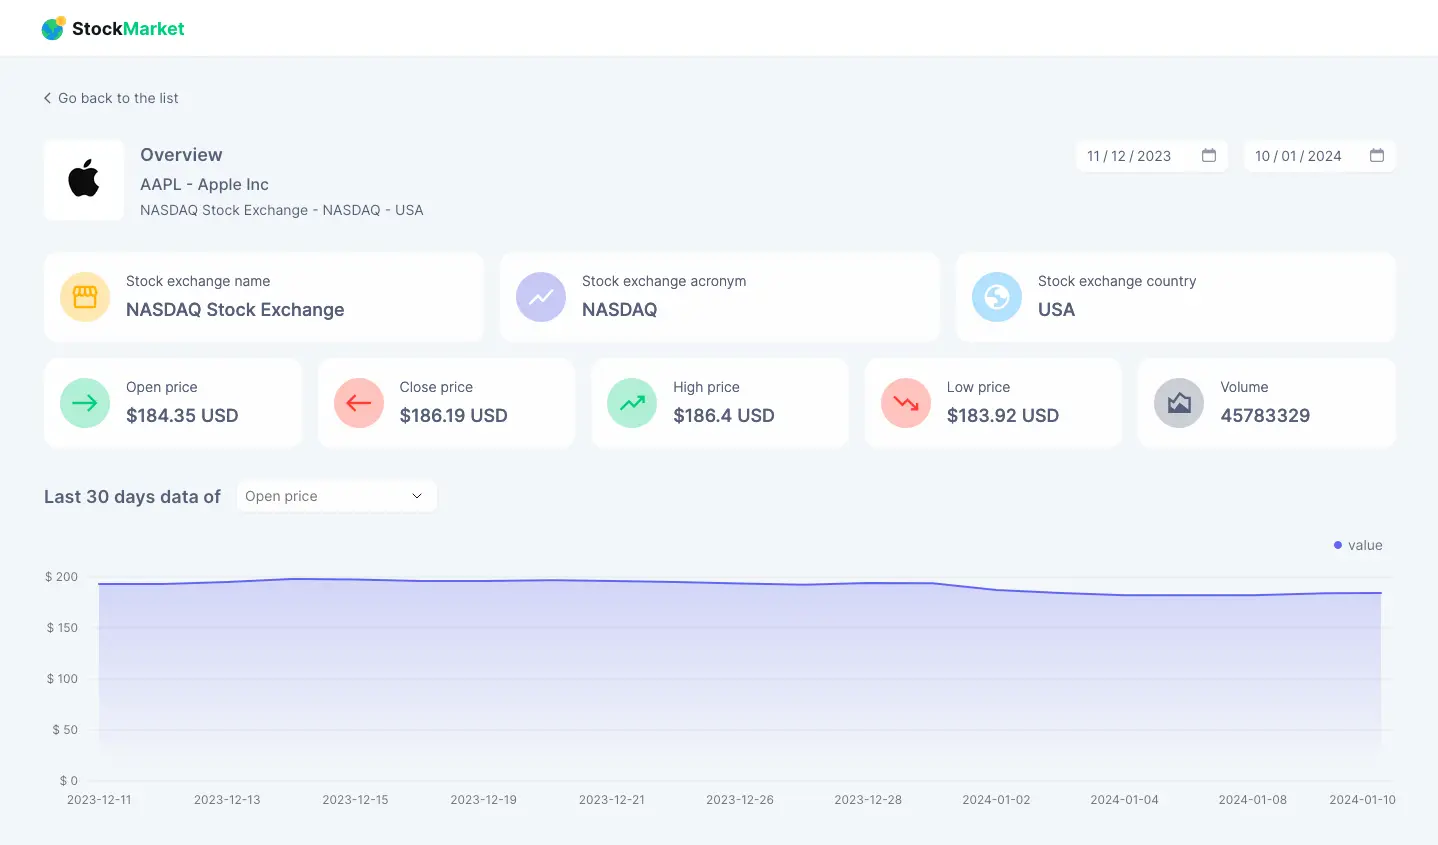 StockMarket
Go back to the list
Overview
AAPL - Apple Inc
NASDAQ Stock Exchange - NASDAQ - USA
11 / 12 / 2023
10 / 01 / 2024
Stock exchange name
NASDAQ Stock Exchange
Stock exchange acronym
NASDAQ
Stock exchange country
USA
Open price
$184.35 USD
Close price
$186.19 USD
High price
$186.4 USD
Low price
$183.92 USD
Volume
45783329
Last 30 days data of
Open price
value
$ 200
$ 150
$ 100
$ 50
$ 0
2023-12-11
2023-12-13
2023-12-15
2023-12-19
2023-12-21
2023-12-26
2023-12-28
2024-01-02
2024-01-04
2024-01-08
2024-01-10